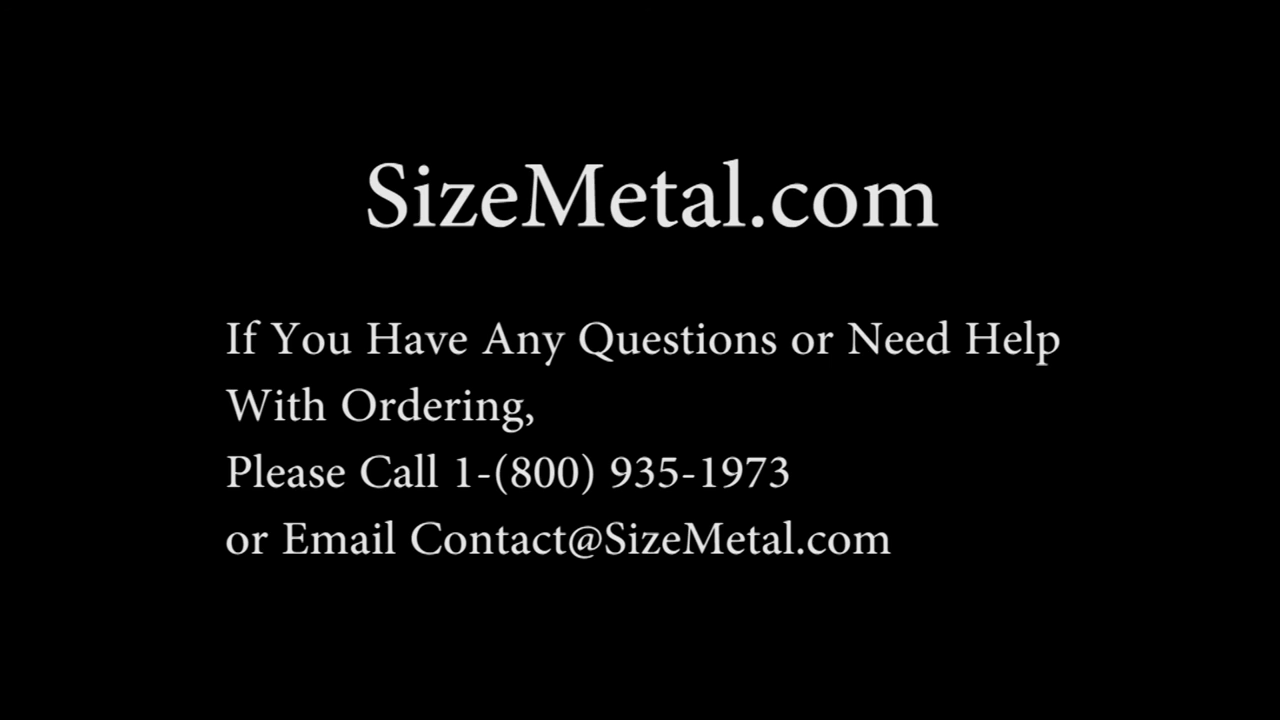 SizeMetal.com
If You Have Any Questions or Need Help
With Ordering,
Please Call 1-(800) 935-1973
or Email Contact@SizeMetal.com